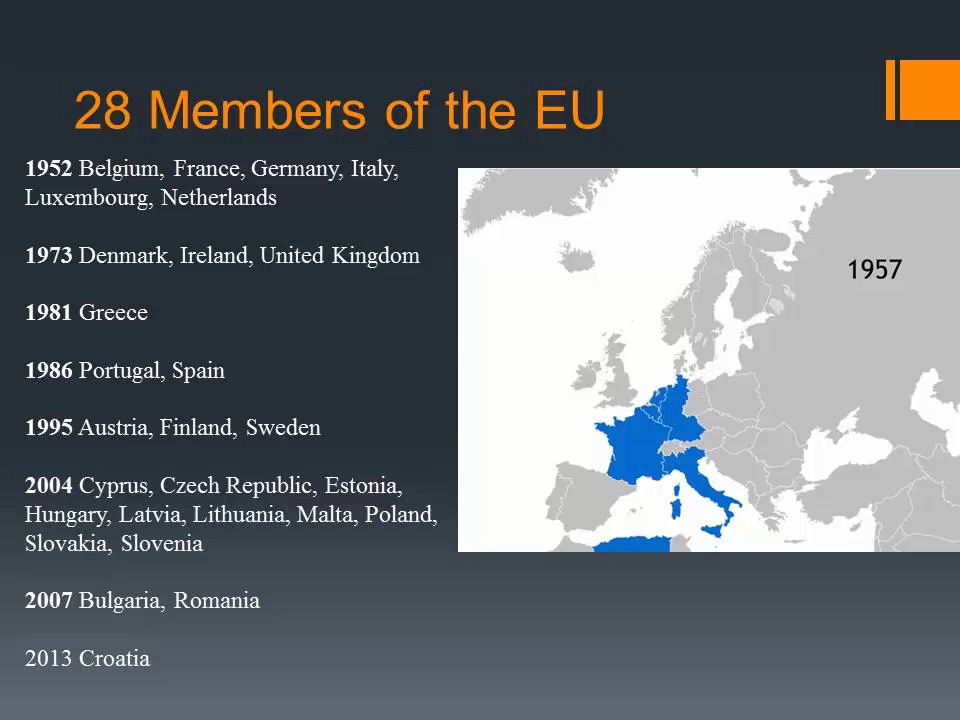 28 Members of the EU
1952 Belgium, France, Germany, Italy,
Luxembourg, Netherlands
1973 Denmark, Ireland, United Kingdom
1981 Greece
1986 Portugal, Spain
1995 Austria, Finland, Sweden
2004 Cyprus, Czech Republic, Estonia,
Hungary, Latvia, Lithuania, Malta, Poland,
Slovakia, Slovenia
2007 Bulgaria, Romania
2013 Croatia
1957